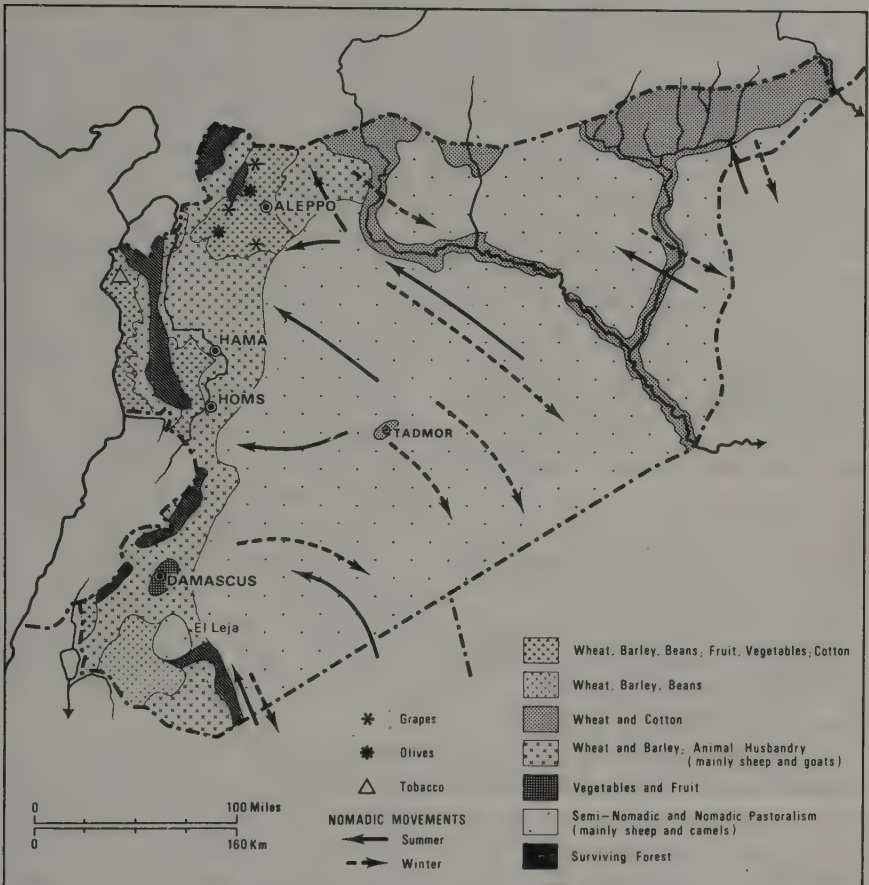 ALEPPO
HAMA
HOMS
TADMOR
DAMASCUS
El Leja
Grapes
Olives
Tobacco
NOMADIC MOVEMENTS
Summer
Winter
0 100 Miles
0 160 Km
Wheat, Barley, Beans; Fruit, Vegetables; Cotton
Wheat, Barley, Beans
Wheat and Cotton
Wheat and Barley; Animal Husbandry
(mainly sheep and goats)
Vegetables and Fruit
Semi-Nomadic and Nomadic Pastoralism
(mainly sheep and camels)
Surviving Forest